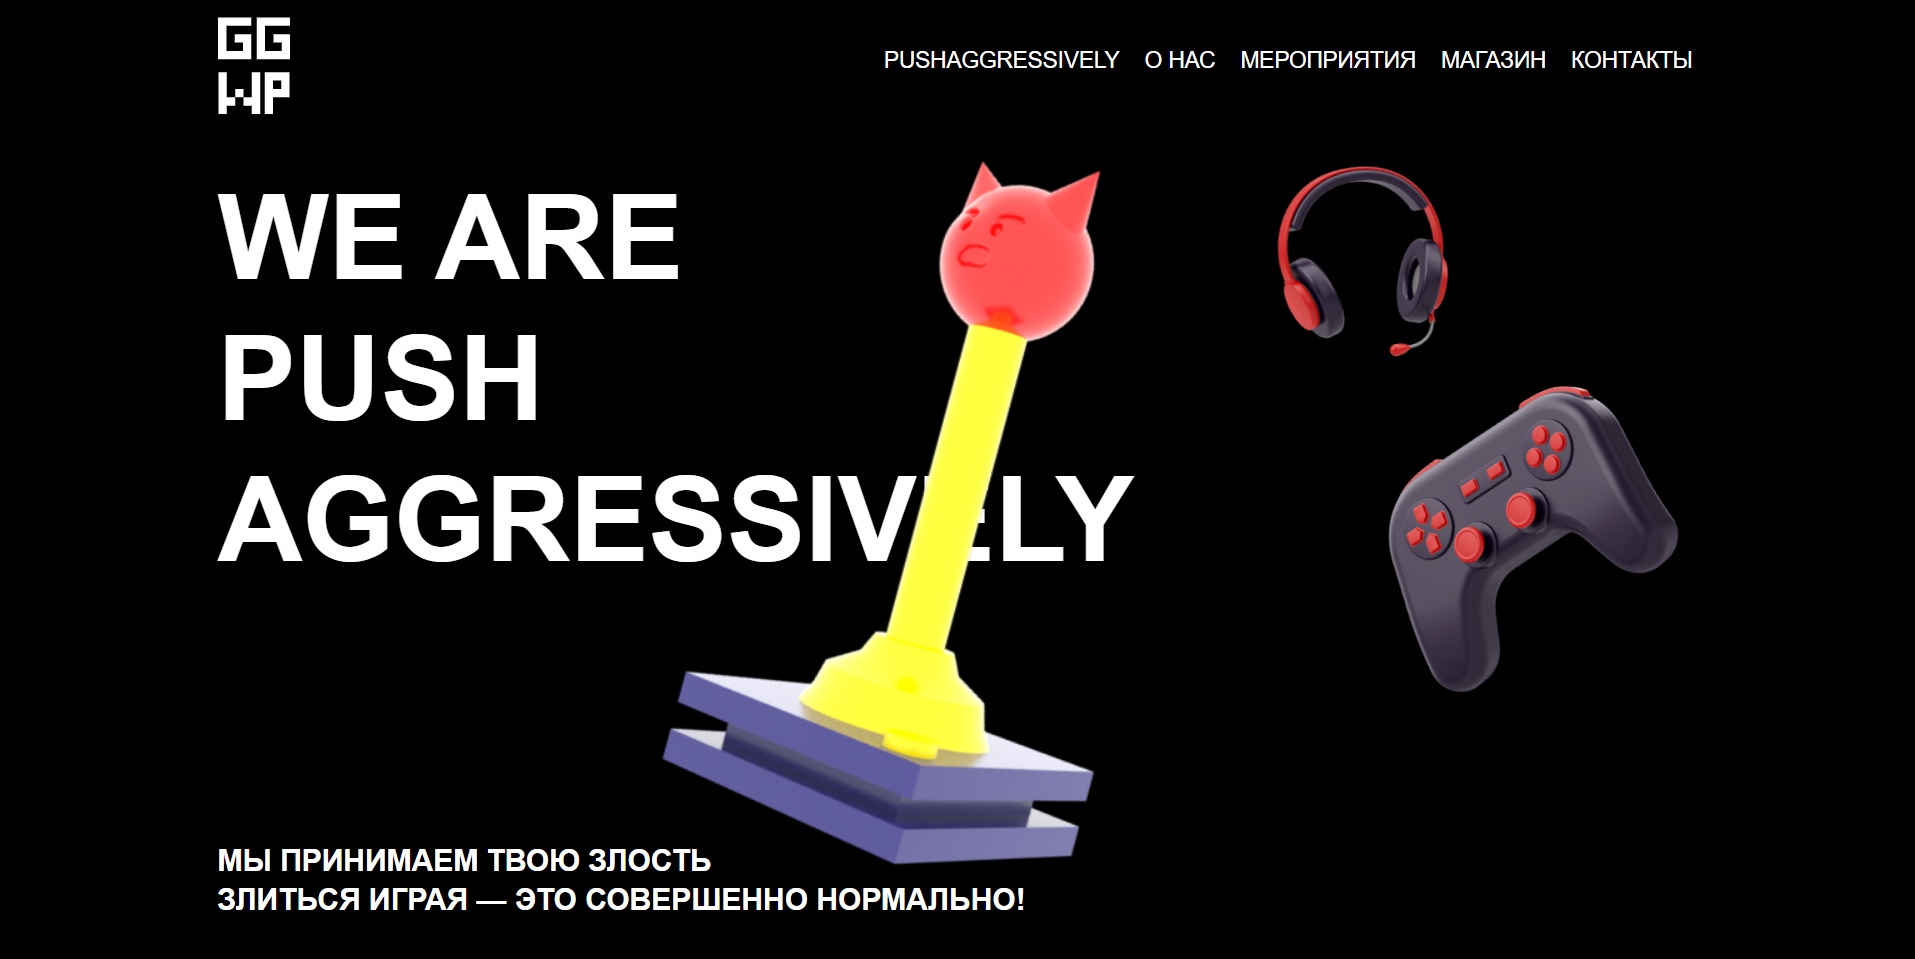 GG
WP
PUSHAGGRESSIVELY О НАС МЕРОПРИЯТИЯ МАГАЗИН КОНТАКТЫ
WE ARE
PUSH
AGGRESSIVELY
МЫ ПРИНИМАЕМ ТВОЮ ЗЛОСТЬ
ЗЛИТЬСЯ ИГРАЯ — ЭТО СОВЕРШЕННО НОРМАЛЬНО!